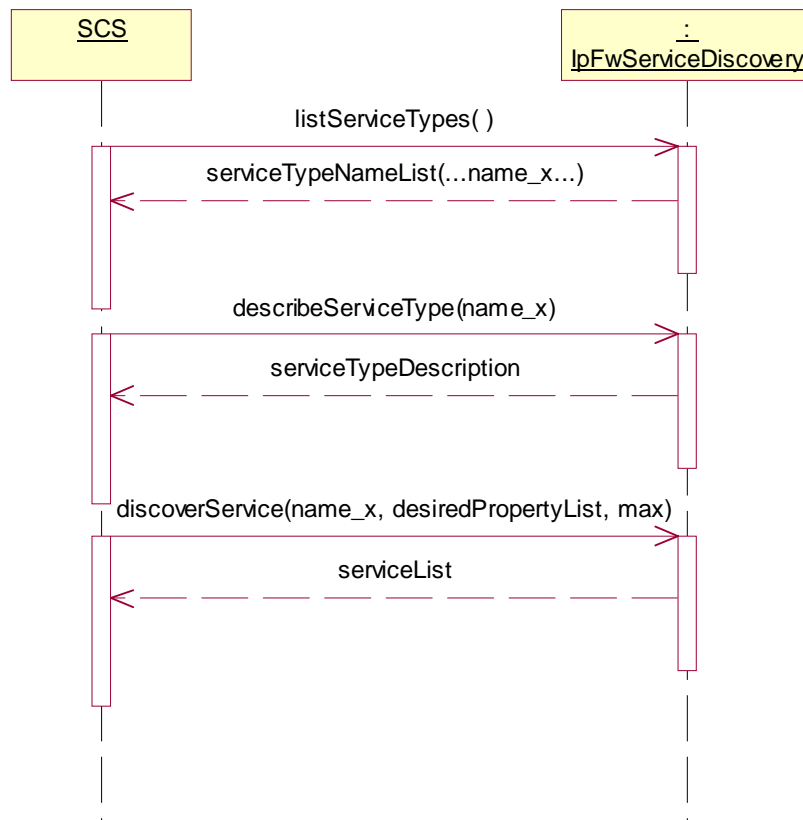 SCS
:
IpFwServiceDiscovery
listServiceTypes( )
serviceTypeNameList(...name_x...)
describeServiceType(name_x)
serviceTypeDescription
discoverService(name_x, desiredPropertyList, max)
serviceList